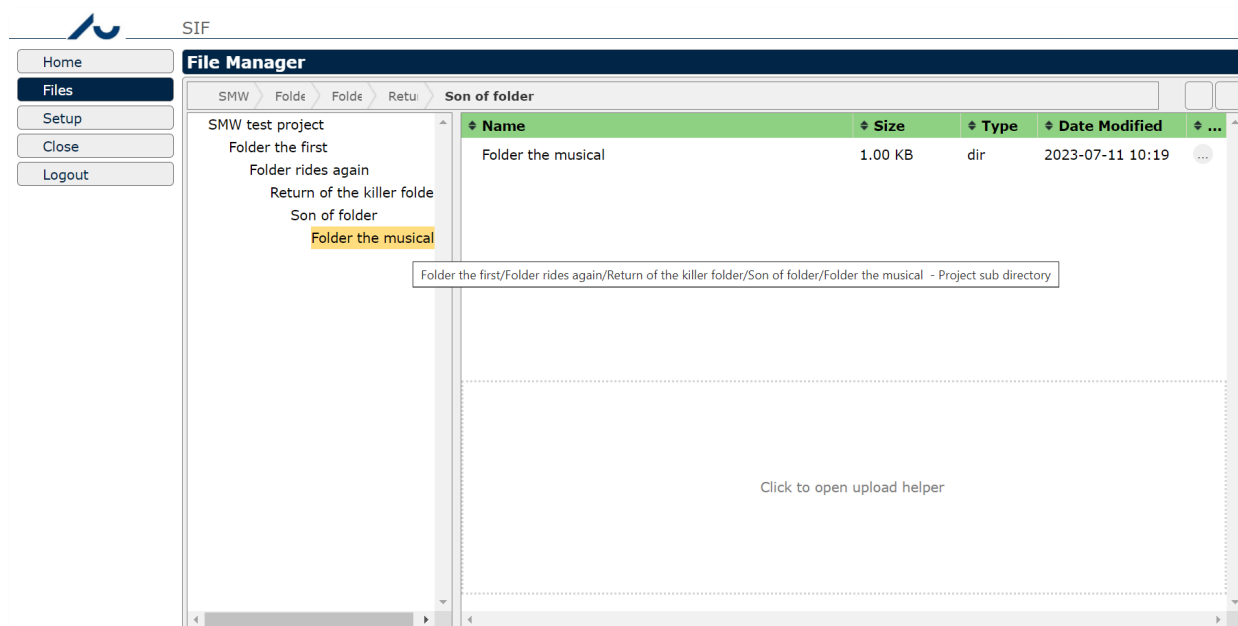 SIF
Home
Files
Setup
Close
Logout
File Manager
SMW Folde Folde Retu Son of folder
SMW test project
Folder the first
Folder rides again
Return of the killer folde
Son of folder
Folder the musical
Name Size Type Date Modified ...
Folder the musical 1.00 KB dir 2023-07-11 10:19 ...
Folder the first/Folder rides again/Return of the killer folder/Son of folder/Folder the musical - Project sub directory
Click to open upload helper